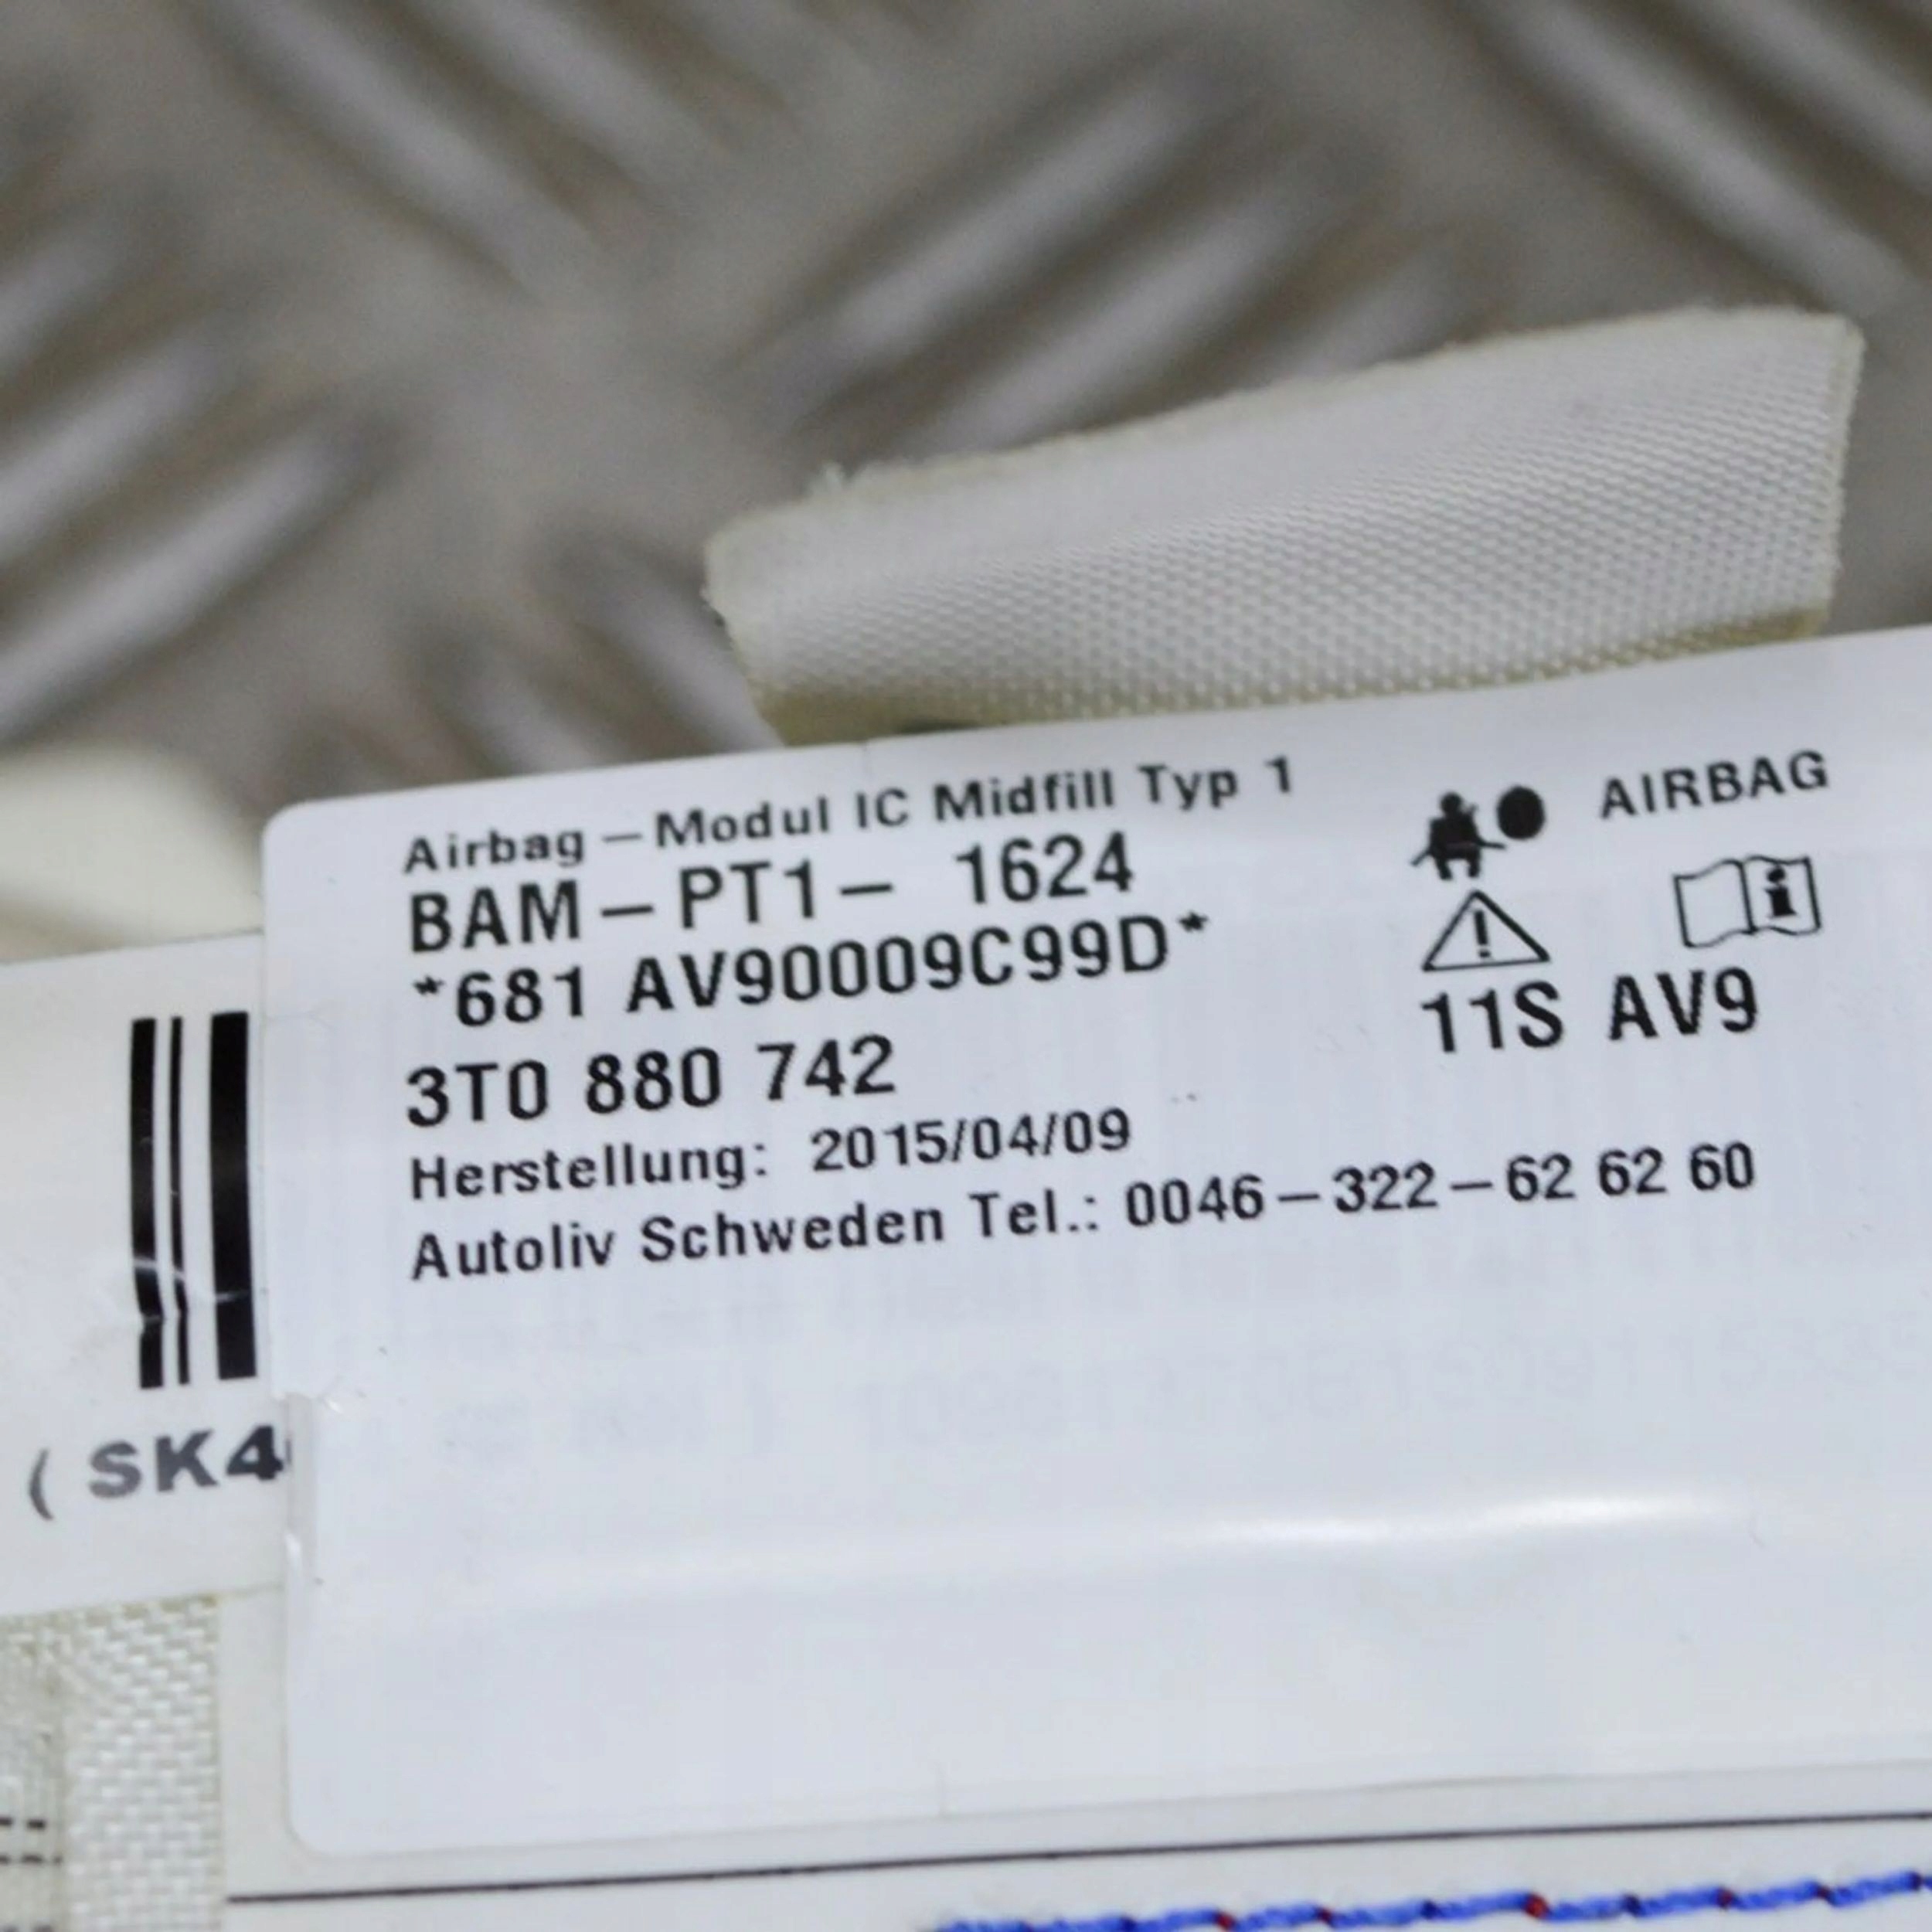 Airbag – Modul IC Midfill Typ 1
AIRBAG
BAM – PT1 – 1624
*681 AV90009C99D*
11S AV9
3T0 880 742
Herstellung: 2015/04/09
Autoliv Schweden Tel.: 0046 – 322 – 62 62 60
( SK4